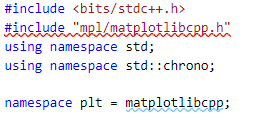 #include <bits/stdc++.h>
#include "mpl/matplotlibcpp.h"
using namespace std;
using namespace std::chrono;
namespace plt = matplotlibcpp;